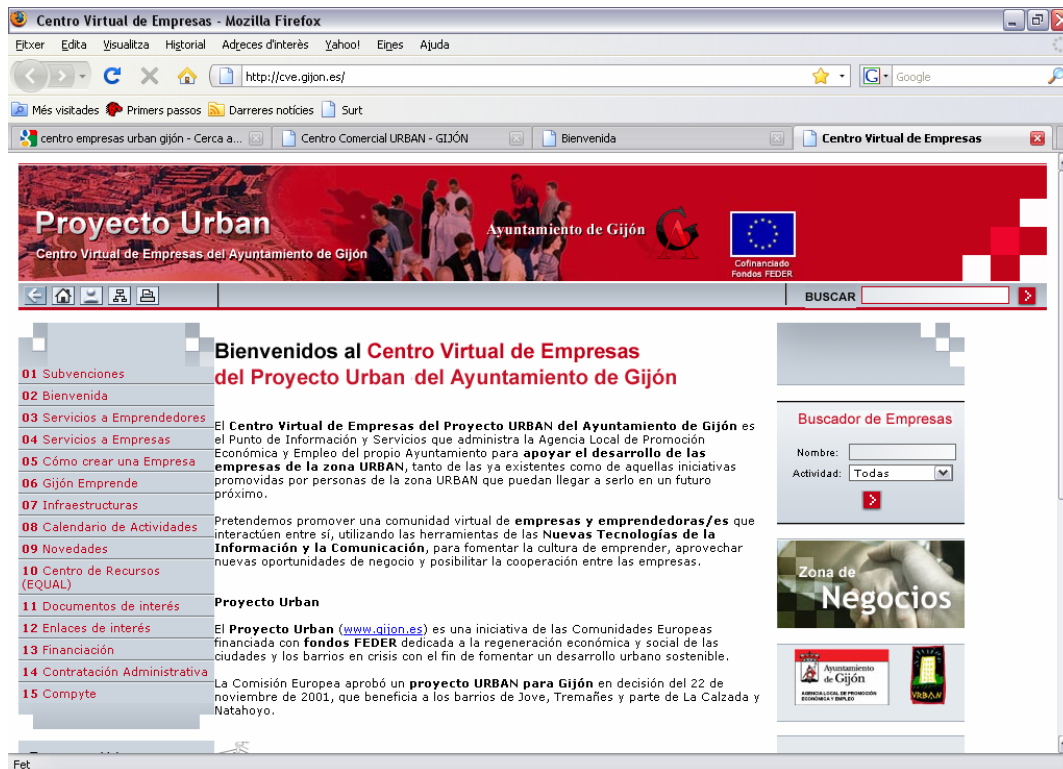 Centro Virtual de Empresas - Mozilla Firefox
Fitxer Edita Visualitza Historial Adreces d'interès Yahoo! Eines Ajuda
http://cve.gijon.es/
G Google
Més visitades Primers passos Darreres notícies Surt
centro empresas urban gijón - Cerca a... Centro Comercial URBAN - GIJÓN Bienvenida Centro Virtual de Empresas
Proyecto Urban
Centro Virtual de Empresas del Ayuntamiento de Gijón
Ayuntamiento de Gijón
Cofinanciado
Fondos FEDER
BUSCAR
01 Subvenciones
02 Bienvenida
03 Servicios a Emprendedores
04 Servicios a Empresas
05 Cómo crear una Empresa
06 Gijón Emprende
07 Infraestructuras
08 Calendario de Actividades
09 Novedades
10 Centro de Recursos
(EQUAL)
11 Documentos de interés
12 Enlaces de interés
13 Financiación
14 Contratación Administrativa
15 Compyte
Bienvenidos al Centro Virtual de Empresas
del Proyecto Urban del Ayuntamiento de Gijón
El Centro Virtual de Empresas del Proyecto URBAN del Ayuntamiento de Gijón es
el Punto de Información y Servicios que administra la Agencia Local de Promoción
Económica y Empleo del propio Ayuntamiento para apoyar el desarrollo de las
empresas de la zona URBAN, tanto de las ya existentes como de aquellas iniciativas
promovidas por personas de la zona URBAN que puedan llegar a serlo en un futuro
próximo.
Pretendemos promover una comunidad virtual de empresas y emprendedoras/es que
interactúen entre sí, utilizando las herramientas de las Nuevas Tecnologías de la
Información y la Comunicación, para fomentar la cultura de emprender, aprovechar
nuevas oportunidades de negocio y posibilitar la cooperación entre las empresas.
Proyecto Urban
El Proyecto Urban (www.gijon.es) es una iniciativa de las Comunidades Europeas
financiada con fondos FEDER dedicada a la regeneración económica y social de las
ciudades y los barrios en crisis con el fin de fomentar un desarrollo urbano sostenible.
La Comisión Europea aprobó un proyecto URBAN para Gijón en decisión del 22 de
noviembre de 2001, que beneficia a los barrios de Jove, Tremañes y parte de La Calzada y
Natahoyo.
Buscador de Empresas
Nombre:
Actividad: Todas
Zona de
Negocios
Ayuntamiento
de Gijón
AGENCIA LOCAL DE PROMOCIÓN
ECONÓMICA Y EMPLEO
URBAN
Fet